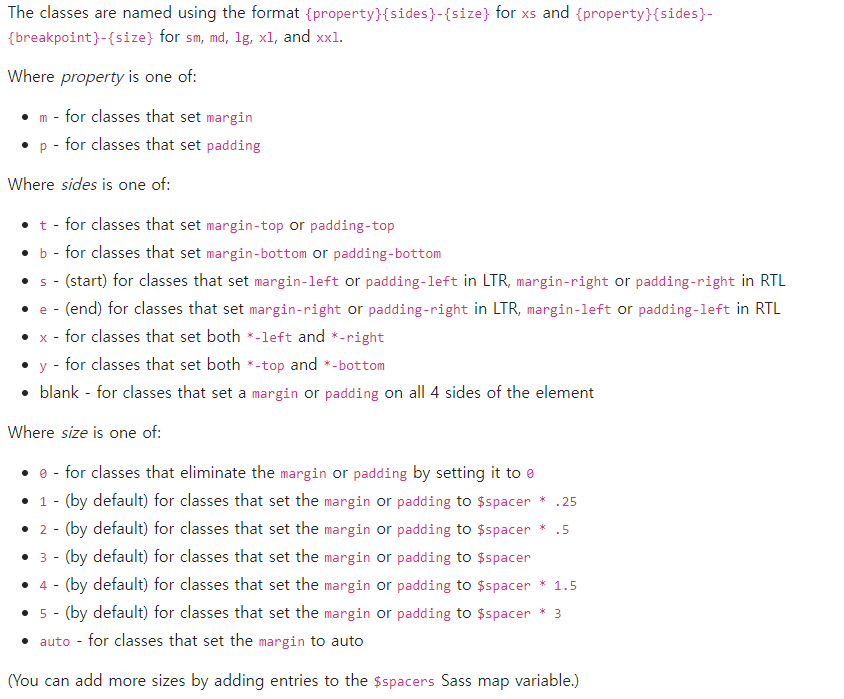 The classes are named using the format {property}{sides}-{size} for xs and {property}{sides}-
{breakpoint}-{size} for sm, md, lg, xl, and xxl.
Where property is one of:
m - for classes that set margin
p - for classes that set padding
Where sides is one of:
t - for classes that set margin-top or padding-top
b - for classes that set margin-bottom or padding-bottom
s - (start) for classes that set margin-left or padding-left in LTR, margin-right or padding-right in RTL
e - (end) for classes that set margin-right or padding-right in LTR, margin-left or padding-left in RTL
x - for classes that set both *-left and *-right
y - for classes that set both *-top and *-bottom
blank - for classes that set a margin or padding on all 4 sides of the element
Where size is one of:
0 - for classes that eliminate the margin or padding by setting it to 0
1 - (by default) for classes that set the margin or padding to $spacer * .25
2 - (by default) for classes that set the margin or padding to $spacer * .5
3 - (by default) for classes that set the margin or padding to $spacer
4 - (by default) for classes that set the margin or padding to $spacer * 1.5
5 - (by default) for classes that set the margin or padding to $spacer * 3
auto - for classes that set the margin to auto
(You can add more sizes by adding entries to the $spacers Sass map variable.)